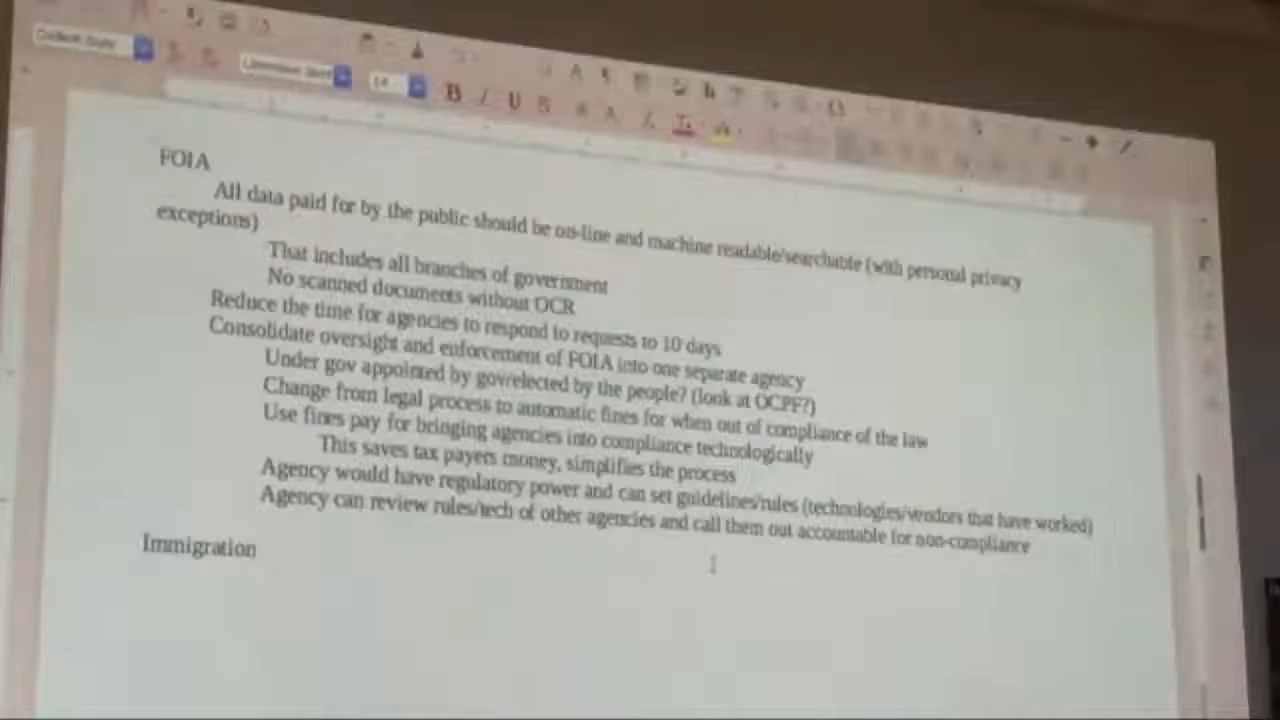 FOIA
All data paid for by the public should be on-line and machine readable/searchable (with personal privacy
exceptions)
That includes all branches of government
No scanned documents without OCR
Reduce the time for agencies to respond to requests to 10 days
Consolidate oversight and enforcement of FOIA into one separate agency
Under gov appointed by gov/elected by the people? (look at OCPF?)
Change from legal process to automatic fines for when out of compliance of the law
Use fines pay for bringing agencies into compliance technologically
This saves tax payers money, simplifies the process
Agency would have regulatory power and can set guidelines/rules (technologies/vendors that have worked)
Agency can review rules/tech of other agencies and call them out accountable for non-compliance
Immigration